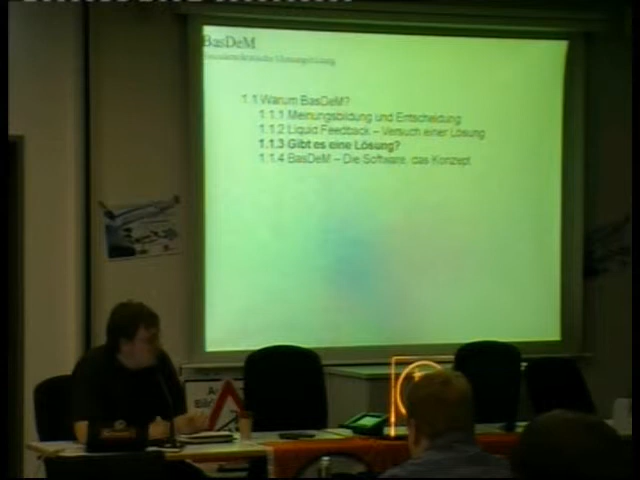 BasDeM
1.1 Warum BasDeM?
1.1.1 Meinungsbildung und Entscheidung
1.1.2 Liquid Feedback – Versuch einer Lösung
1.1.3 Gibt es eine Lösung?
1.1.4 BasDeM – Die Software, das Konzept